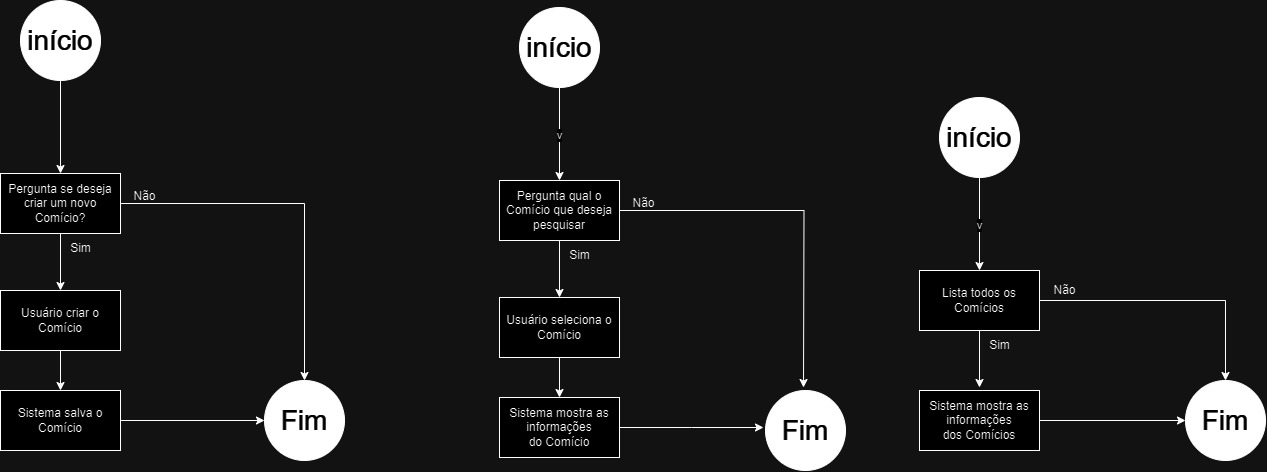 início
Pergunta se deseja
criar um novo
Comício?
Não
Sim
Usuário criar o
Comício
Sistema salva o
Comício
Fim
início
v
Pergunta qual o
Comício que deseja
pesquisar
Não
Sim
Usuário seleciona o
Comício
Sistema mostra as
informações
do Comício
Fim
início
v
Lista todos os
Comícios
Não
Sim
Sistema mostra as
informações
dos Comícios
Fim